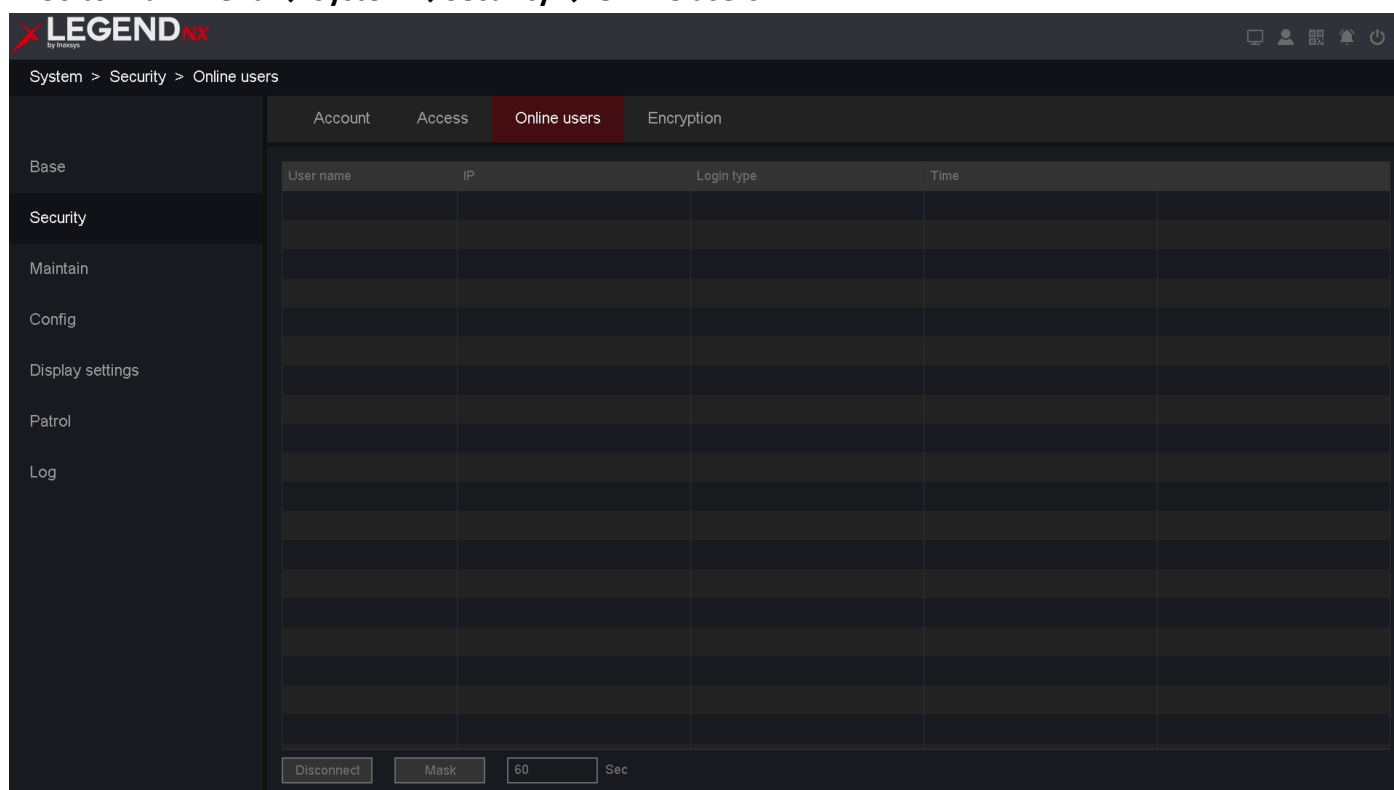 LEGEND NX
by Inaxsys
System > Security > Online users
Account Access Online users Encryption
Base
Security
Maintain
Config
Display settings
Patrol
Log
User name IP Login type Time
Disconnect Mask 60 Sec